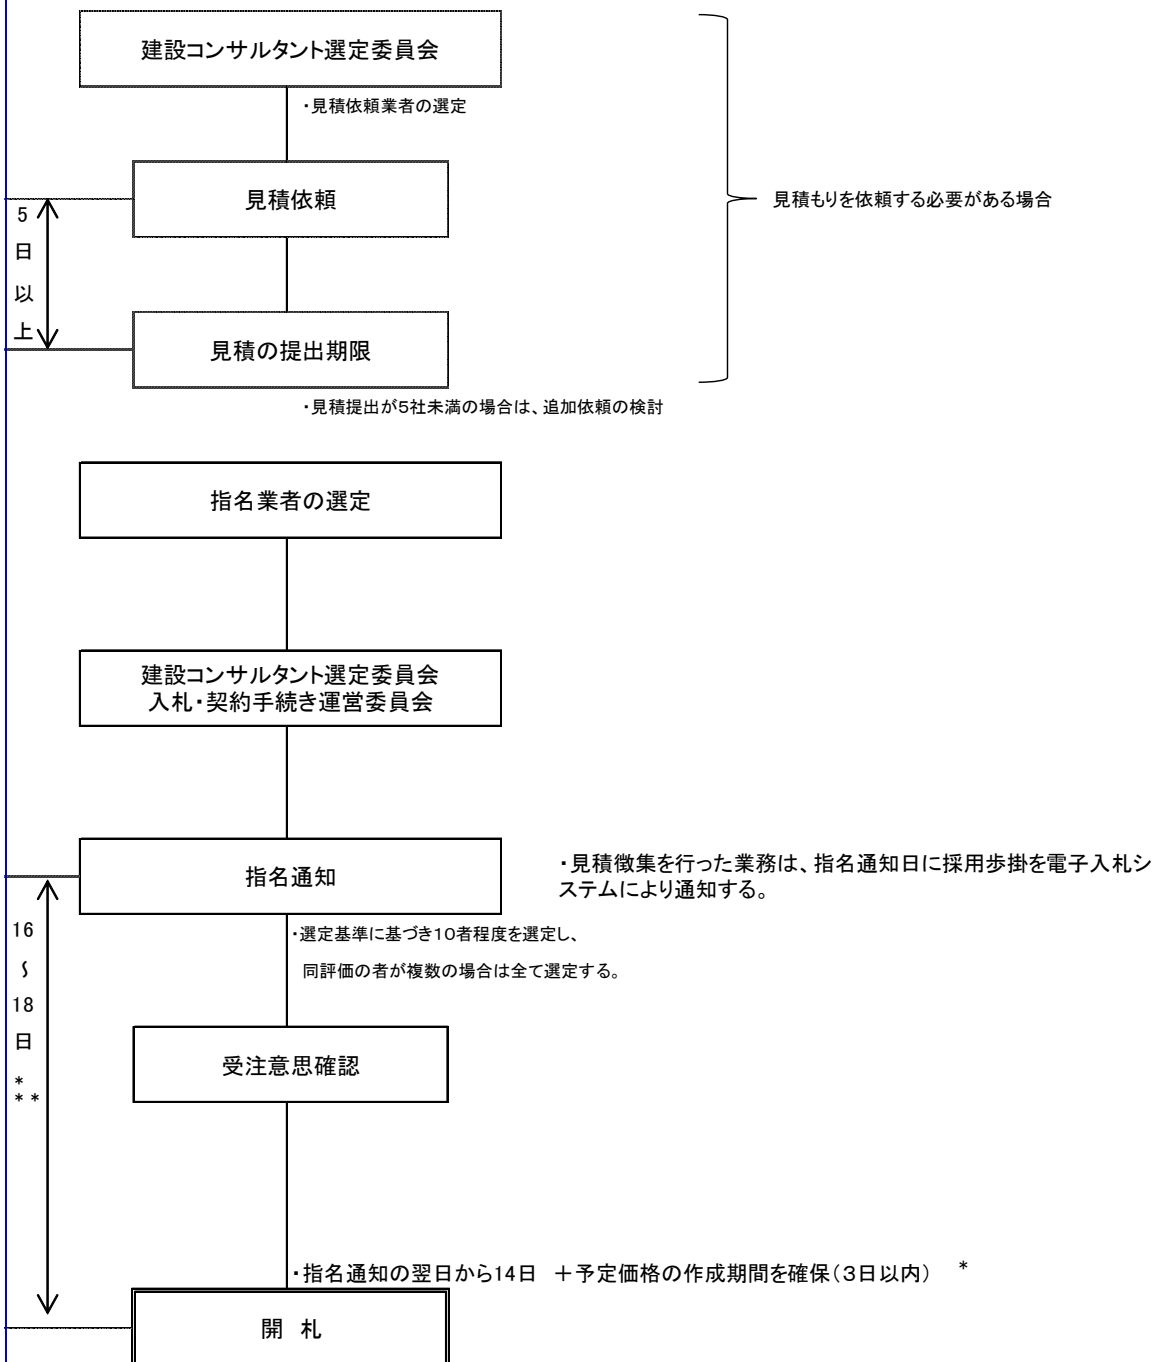 建設コンサルタント選定委員会
・見積依頼業者の選定
見積依頼
見積もりを依頼する必要がある場合
5
日
以
上
見積の提出期限
・見積提出が5社未満の場合は、追加依頼の検討
指名業者の選定
建設コンサルタント選定委員会
入札・契約手続き運営委員会
指名通知
・見積徴集を行った業務は、指名通知日に採用歩掛を電子入札シ
ステムにより通知する。
・選定基準に基づき10者程度を選定し、
同評価の者が複数の場合は全て選定する。
16
～
18
日
*
**
受注意思確認
・指名通知の翌日から14日　＋予定価格の作成期間を確保(3日以内)　*
開　札